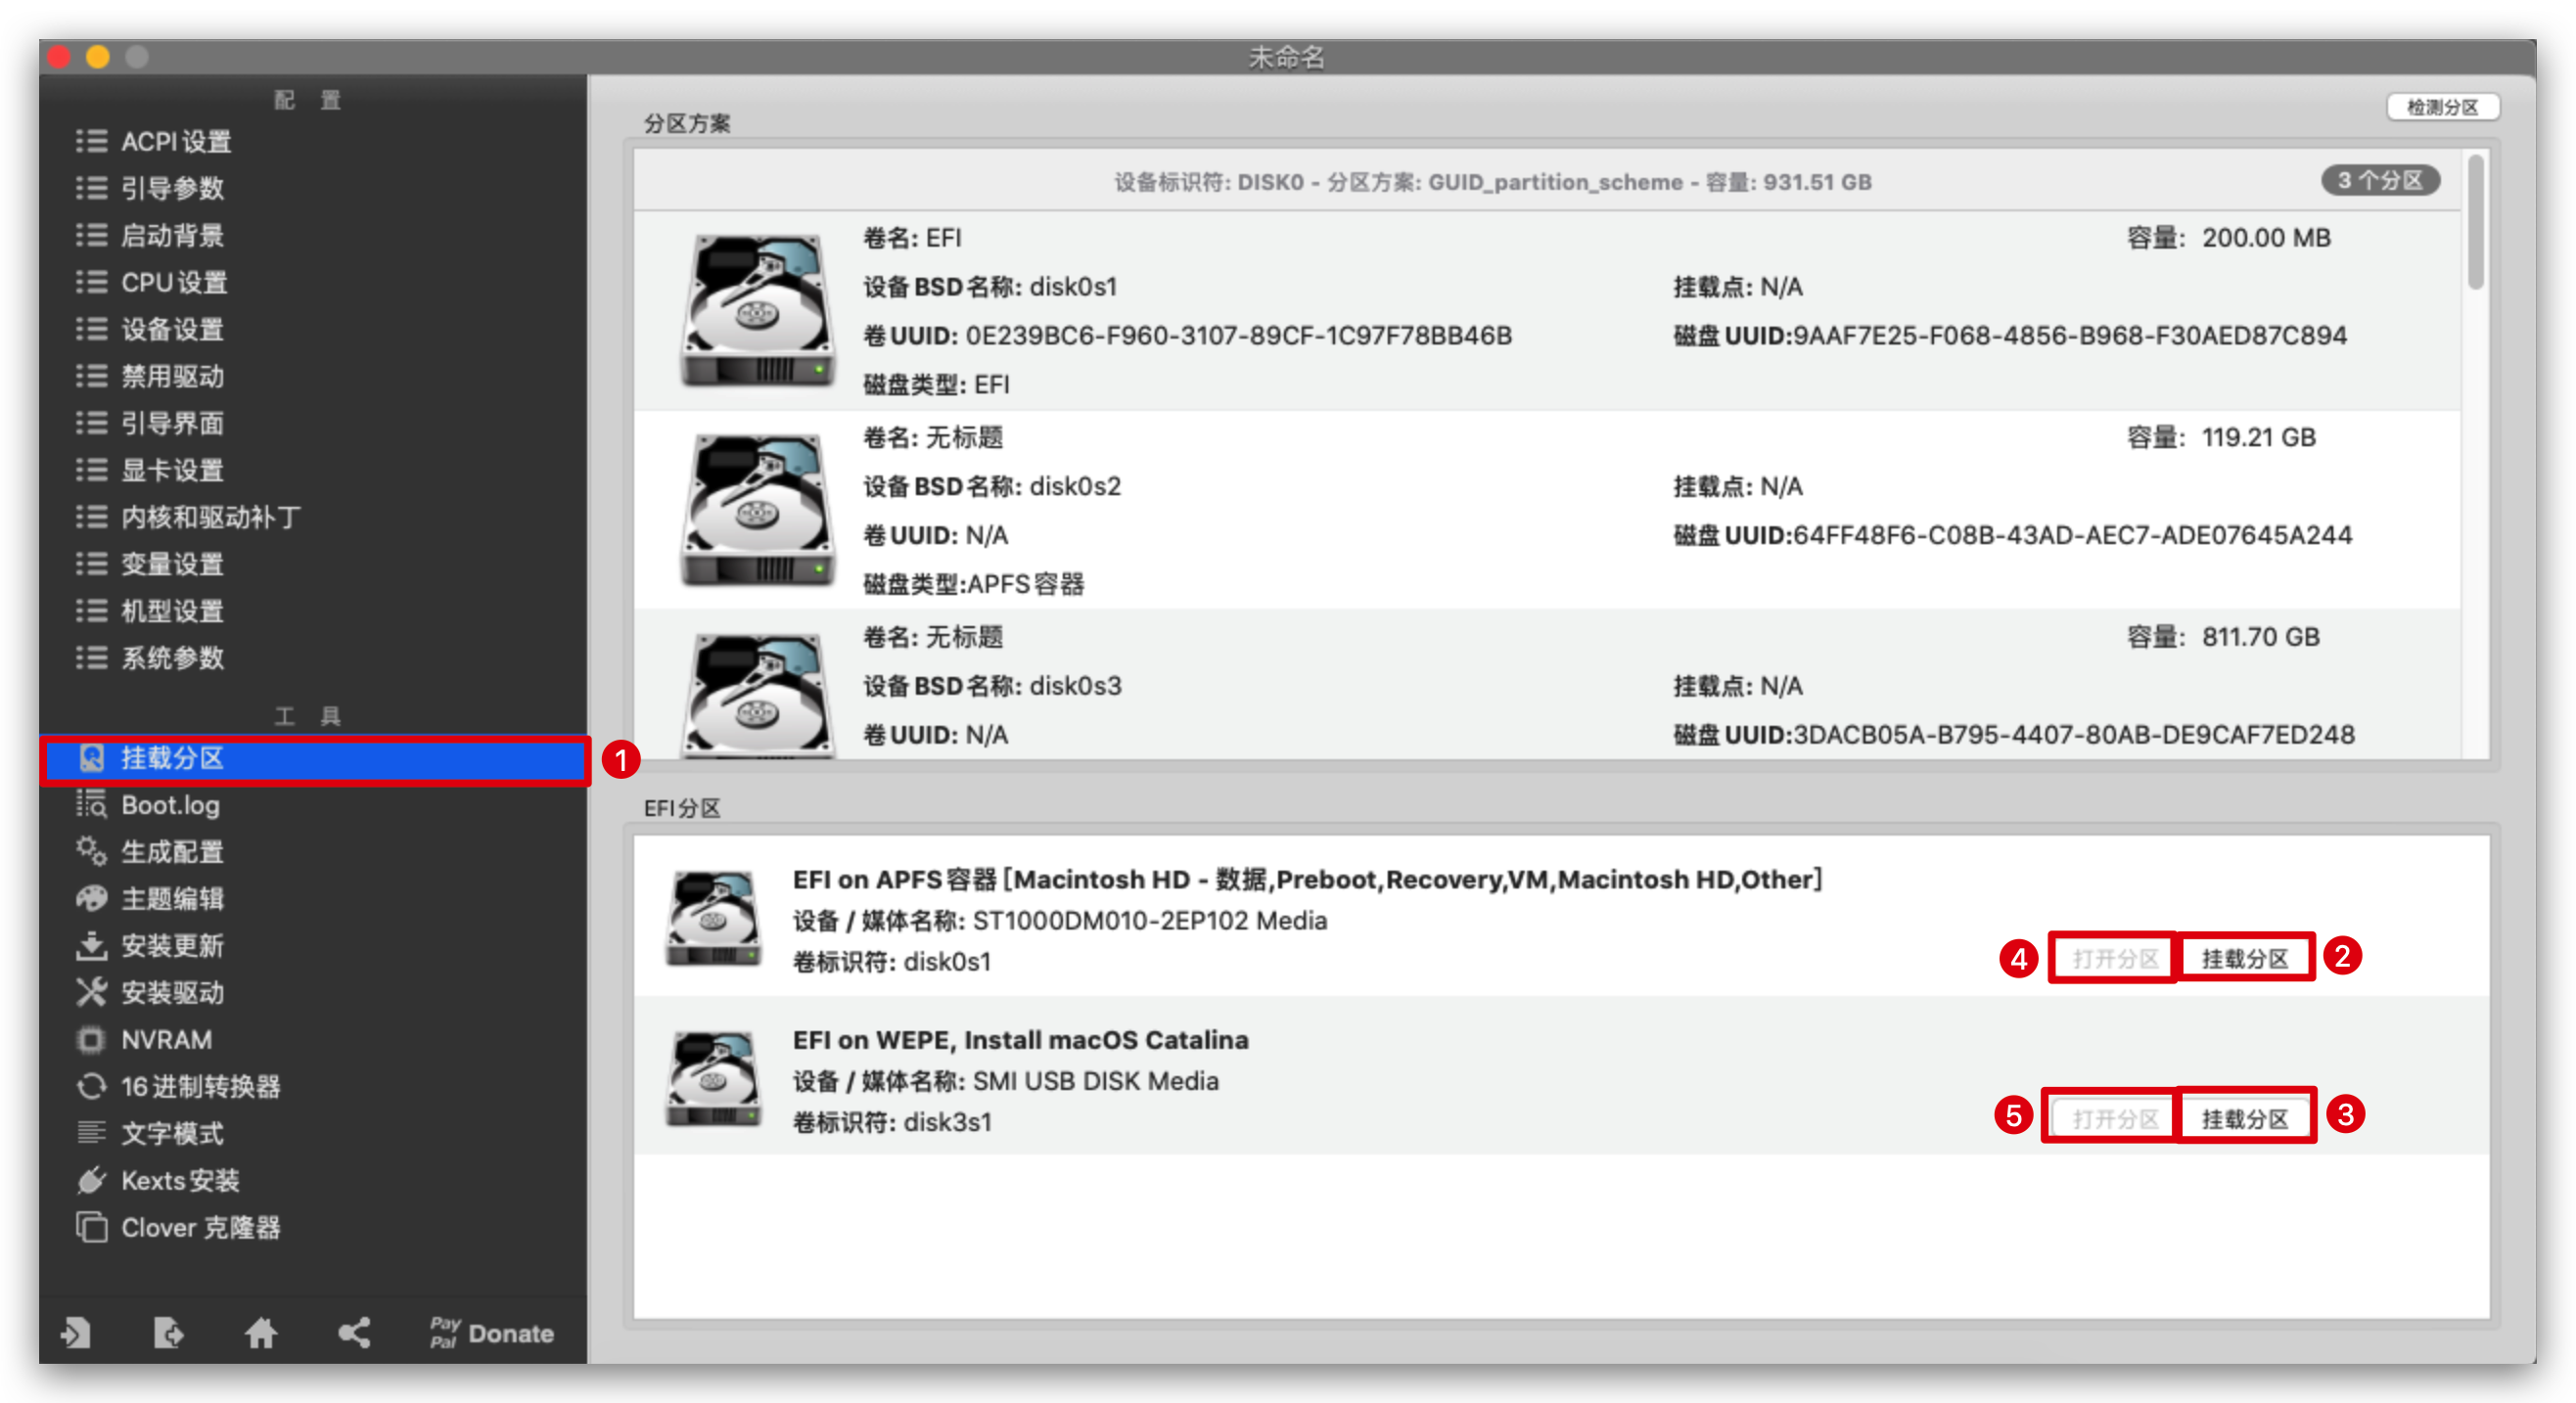 未命名
配 置
ACPI 设置
引导参数
启动背景
CPU 设置
设备设置
禁用驱动
引导界面
显卡设置
内核和驱动补丁
变量设置
机型设置
系统参数
工 具
挂载分区
1
Boot.log
生成配置
主题编辑
安装更新
安装驱动
NVRAM
16 进制转换器
文字模式
Kexts 安装
Clover 克隆器
Pay
Pal
Donate
检测分区
分区方案
设备标识符: DISK0 - 分区方案: GUID_partition_scheme - 容量: 931.51 GB
3 个分区
卷名: EFI
容量: 200.00 MB
设备 BSD 名称: disk0s1
挂载点: N/A
卷 UUID: 0E239BC6-F960-3107-89CF-1C97F78BB46B
磁盘 UUID:9AAF7E25-F068-4856-B968-F30AED87C894
磁盘类型: EFI
卷名: 无标题
容量: 119.21 GB
设备 BSD 名称: disk0s2
挂载点: N/A
卷 UUID: N/A
磁盘 UUID:64FF48F6-C08B-43AD-AEC7-ADE07645A244
磁盘类型:APFS 容器
卷名: 无标题
容量: 811.70 GB
设备 BSD 名称: disk0s3
挂载点: N/A
卷 UUID: N/A
磁盘 UUID:3DACB05A-B795-4407-80AB-DE9CAF7ED248
EFI 分区
EFI on APFS 容器 [Macintosh HD - 数据,Preboot,Recovery,VM,Macintosh HD,Other]
设备 / 媒体名称: ST1000DM010-2EP102 Media
卷标识符: disk0s1
4 打开分区 挂载分区 2
EFI on WEPE, Install macOS Catalina
设备 / 媒体名称: SMI USB DISK Media
卷标识符: disk3s1
5 打开分区 挂载分区 3